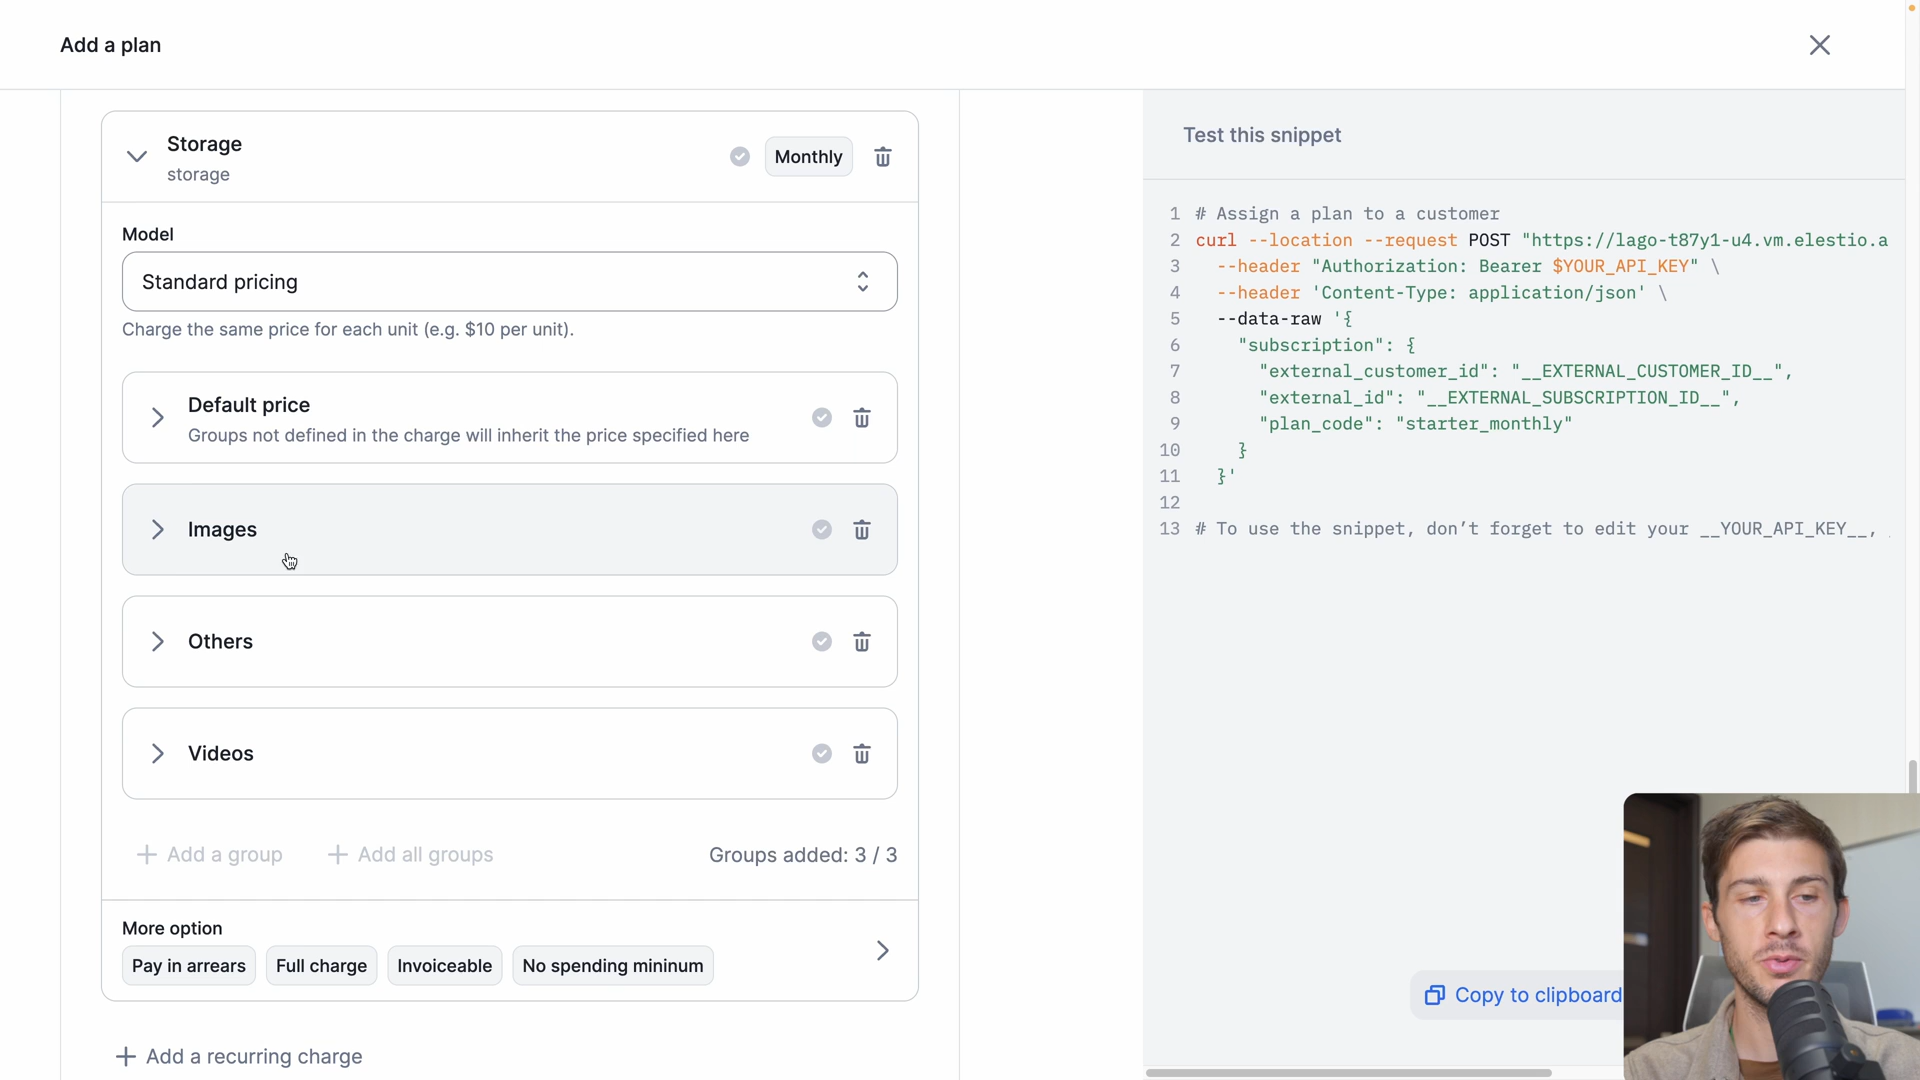 Add a plan
Storage
storage
Monthly
Model
Standard pricing
Charge the same price for each unit (e.g. $10 per unit).
Default price
Groups not defined in the charge will inherit the price specified here
Images
Others
Videos
Add a group
Add all groups
Groups added: 3 / 3
More option
Pay in arrears
Full charge
Invoiceable
No spending mininum
Add a recurring charge
Test this snippet
1 # Assign a plan to a customer
2 curl --location --request POST "https://lago-t87y1-u4.vm.elestio.a
3 --header "Authorization: Bearer $YOUR_API_KEY" \
4 --header 'Content-Type: application/json' \
5 --data-raw '{
6 "subscription": {
7 "external_customer_id": "__EXTERNAL_CUSTOMER_ID__",
8 "external_id": "__EXTERNAL_SUBSCRIPTION_ID__",
9 "plan_code": "starter_monthly"
10 }
11 }'
12
13 # To use the snippet, don’t forget to edit your __YOUR_API_KEY__,
Copy to clipboard